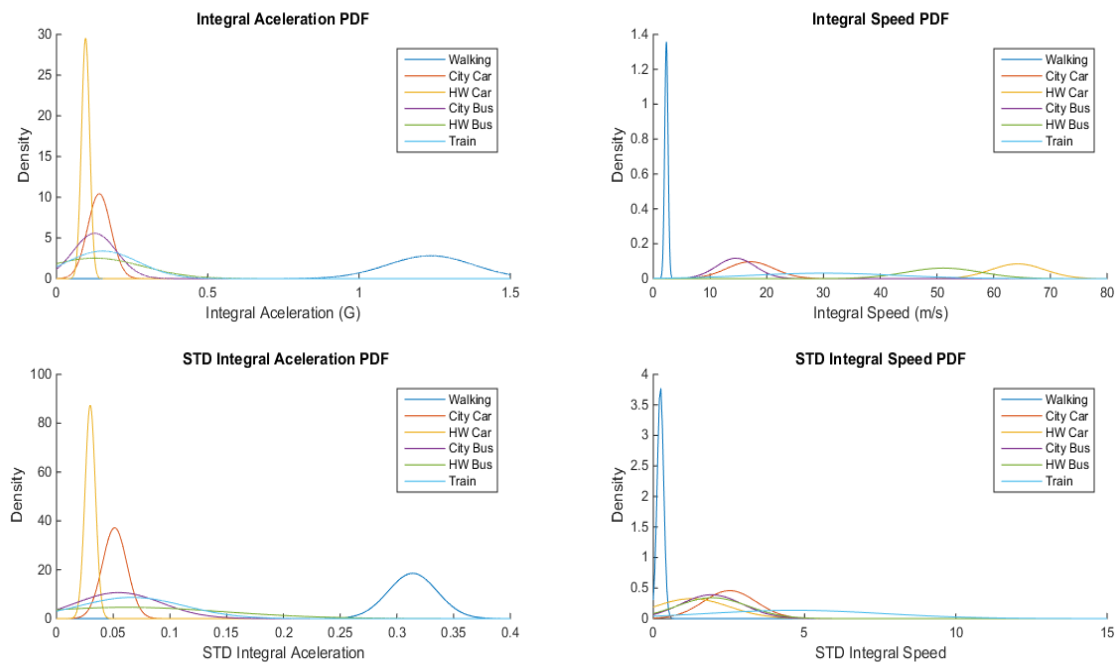 Integral Aceleration PDF
30
25
20
15
10
5
0
0
0.5
1
1.5
Density
Integral Aceleration (G)
Walking
City Car
HW Car
City Bus
HW Bus
Train
Integral Speed PDF
1.4
1.2
1
0.8
0.6
0.4
0.2
0
0
10
20
30
40
50
60
70
80
Density
Integral Speed (m/s)
Walking
City Car
HW Car
City Bus
HW Bus
Train
STD Integral Aceleration PDF
100
80
60
40
20
0
0
0.05
0.1
0.15
0.2
0.25
0.3
0.35
0.4
Density
STD Integral Aceleration
Walking
City Car
HW Car
City Bus
HW Bus
Train
STD Integral Speed PDF
4
3.5
3
2.5
2
1.5
1
0.5
0
0
5
10
15
Density
STD Integral Speed
Walking
City Car
HW Car
City Bus
HW Bus
Train